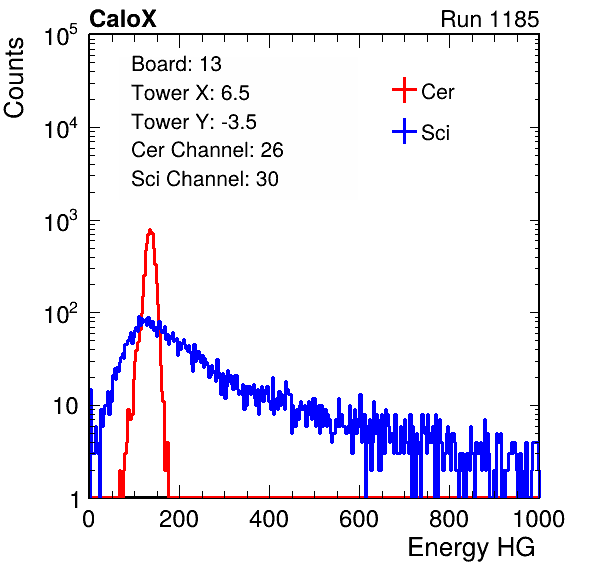 CaloX Run 1185
Counts
Board: 13
Tower X: 6.5
Tower Y: -3.5
Cer Channel: 26
Sci Channel: 30
Cer
Sci
10^5
10^4
10^3
10^2
10
1
0 200 400 600 800 1000
Energy HG